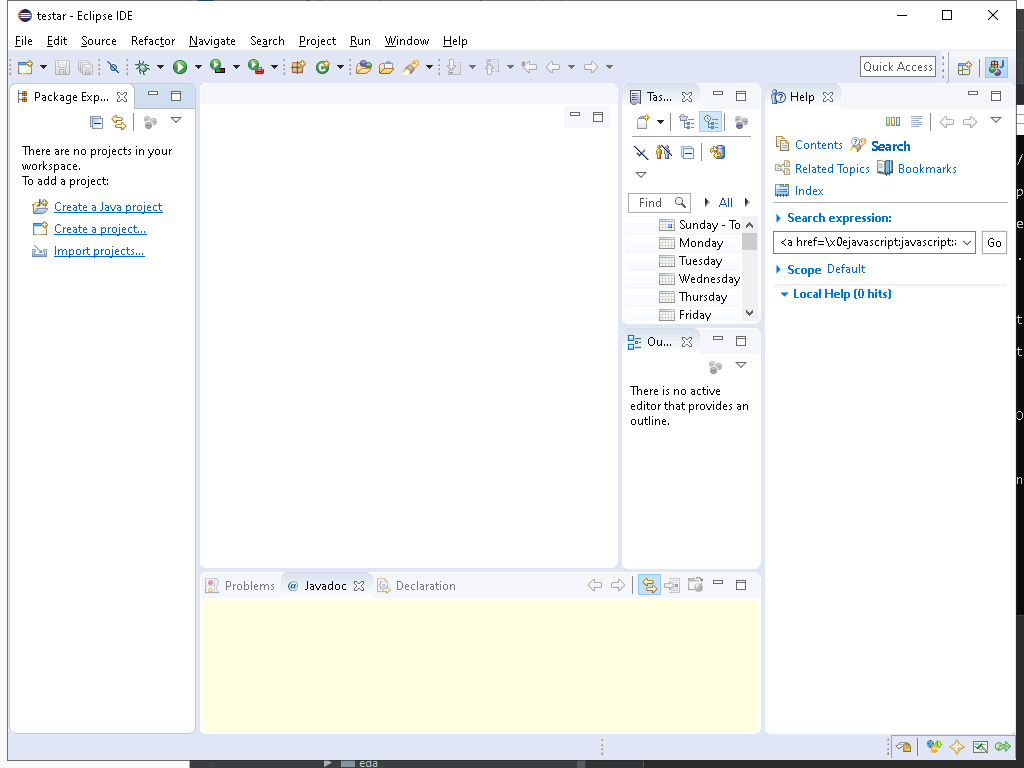 testar - Eclipse IDE
File Edit Source Refactor Navigate Search Project Run Window Help
Quick Access
Package Exp...
There are no projects in your
workspace.
To add a project:
Create a Java project
Create a project...
Import projects...
Tas...
Find
All
Sunday - To
Monday
Tuesday
Wednesday
Thursday
Friday
Ou...
There is no active
editor that provides an
outline.
Help
Contents Search
Related Topics Bookmarks
Index
Search expression:
<a href=\x0ejavascript:javascript:
Go
Scope Default
Local Help (0 hits)
Problems @ Javadoc Declaration
eda